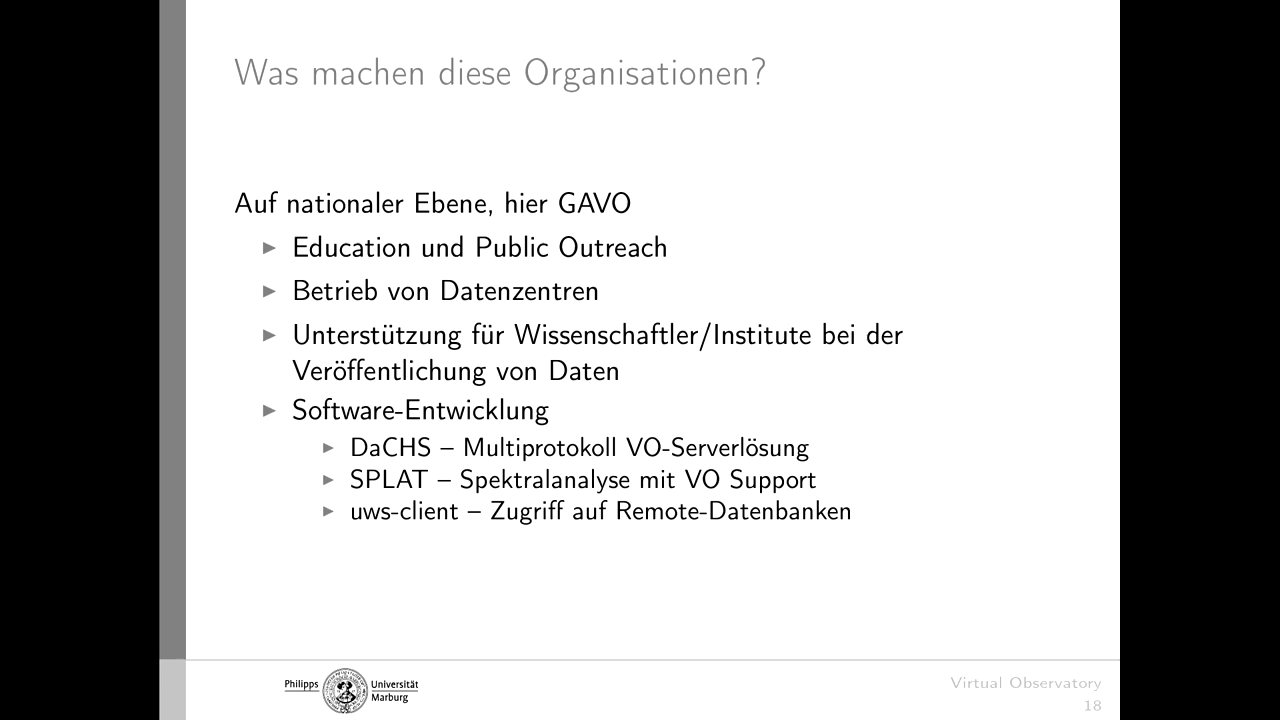 Was machen diese Organisationen?
Auf nationaler Ebene, hier GAVO
Education und Public Outreach
Betrieb von Datenzentren
Unterstützung für Wissenschaftler/Institute bei der
Veröffentlichung von Daten
Software-Entwicklung
DaCHS – Multiprotokoll VO-Serverlösung
SPLAT – Spektralanalyse mit VO Support
uws-client – Zugriff auf Remote-Datenbanken
Philipps Universität
Marburg
Virtual Observatory
18